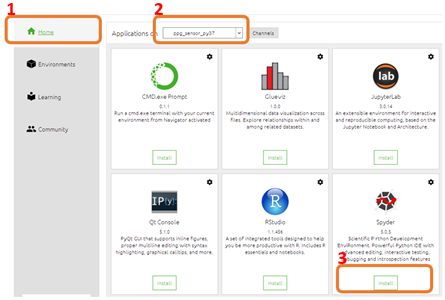 1
2
Home
Applications on
ppg_sensor_py37
Channels
Environments
Learning
Community
CMD.exe Prompt
0.1.1
Run a cmd.exe terminal with your current
environment from Navigator activated
Install
Glueviz
1.0.0
Multidimensional data visualization across
files. Explore relationships within and
among related datasets.
Install
lab
JupyterLab
3.0.14
An extensible environment for interactive
and reproducible computing, based on the
Jupyter Notebook and Architecture.
Install
IP[y]:
Qt Console
5.1.0
PyQt GUI that supports inline figures,
proper multiline editing with syntax
highlighting, graphical calltips, and more.
Install
R
RStudio
1.1.456
A set of integrated tools designed to help
you be more productive with R. Includes R
essentials and notebooks.
Install
Spyder
5.0.5
Scientific Python Development
EnviRonment. Powerful Python IDE with
advanced editing, interactive testing,
debugging and introspection features
3
Install